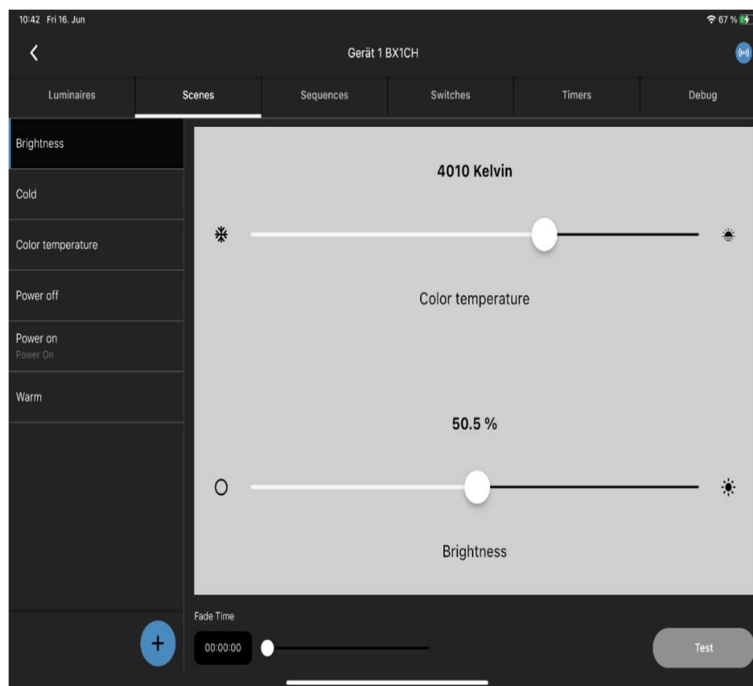 10:42 Fri 16. Jun
67 %
Gerät 1 BX1CH
Luminaires
Scenes
Sequences
Switches
Timers
Debug
Brightness
Cold
Color temperature
Power off
Power on
Power On
Warm
4010 Kelvin
Color temperature
50.5 %
Brightness
Fade Time
00:00:00
Test